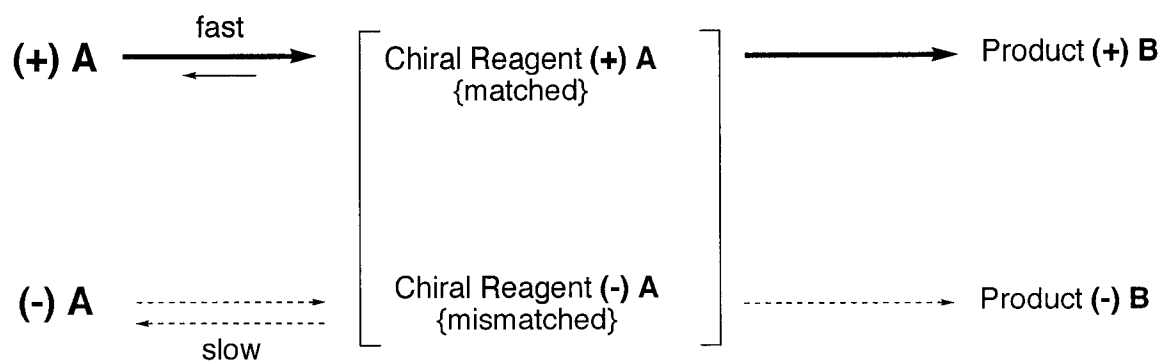 fast
(+) A
Chiral Reagent (+) A
{matched}
Product (+) B
(-) A
Chiral Reagent (-) A
{mismatched}
Product (-) B
slow